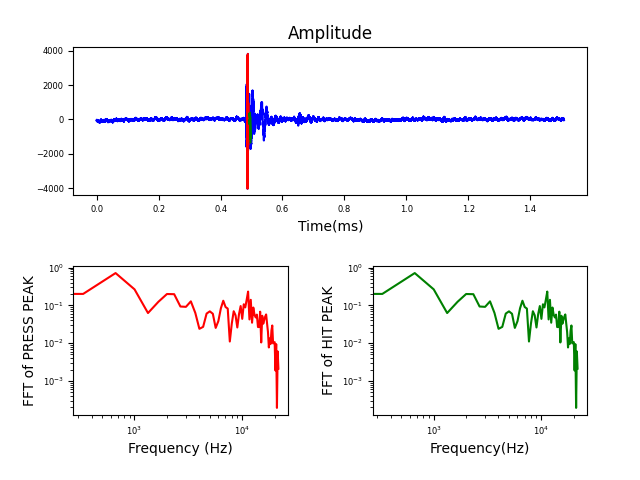 Amplitude
4000
2000
0
−2000
−4000
0.0 0.2 0.4 0.6 0.8 1.0 1.2 1.4
Time(ms)
FFT of PRESS PEAK
10⁰
10⁻¹
10⁻²
10⁻³
10³ 10⁴
Frequency (Hz)
FFT of HIT PEAK
10⁰
10⁻¹
10⁻²
10⁻³
10³ 10⁴
Frequency(Hz)